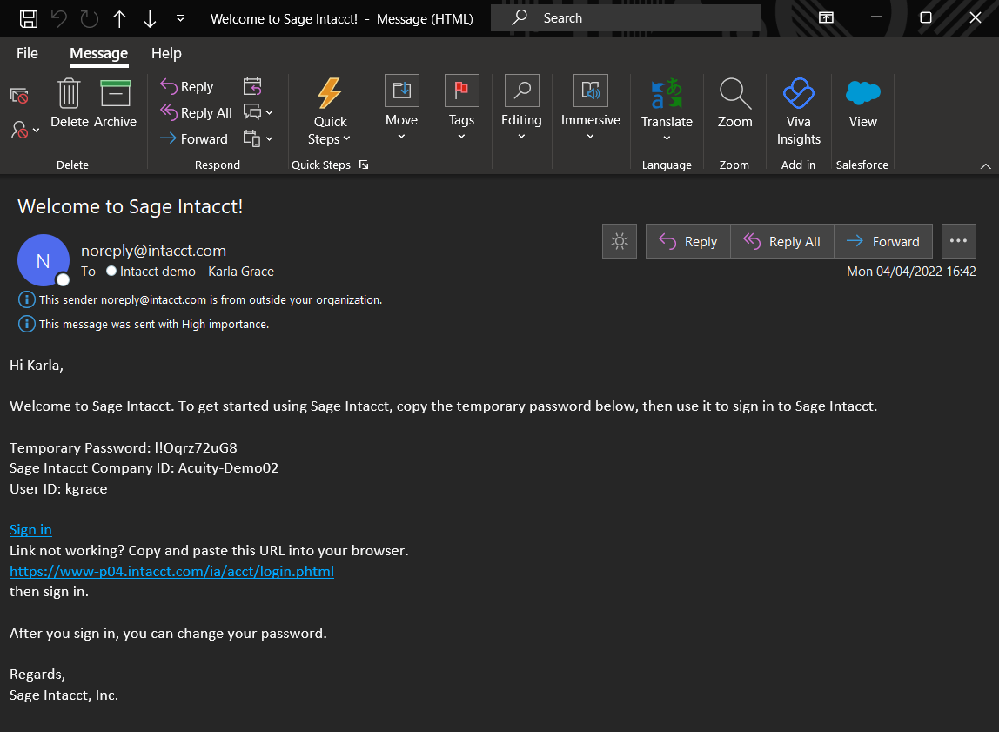 Welcome to Sage Intacct! - Message (HTML)
Search
File
Message
Help
Delete
Archive
Reply
Reply All
Forward
Quick
Steps
Move
Tags
Editing
Immersive
Translate
Zoom
Viva
Insights
View
Delete
Respond
Quick Steps
Language
Zoom
Add-in
Salesforce
Welcome to Sage Intacct!
N
noreply@intacct.com
To Intacct demo - Karla Grace
Reply
Reply All
Forward
Mon 04/04/2022 16:42
This sender noreply@intacct.com is from outside your organization.
This message was sent with High importance.
Hi Karla,
Welcome to Sage Intacct. To get started using Sage Intacct, copy the temporary password below, then use it to sign in to Sage Intacct.
Temporary Password: l!Oqrz72uG8
Sage Intacct Company ID: Acuity-Demo02
User ID: kgrace
Sign in
Link not working? Copy and paste this URL into your browser.
https://www-p04.intacct.com/ia/acct/login.phtml
then sign in.
After you sign in, you can change your password.
Regards,
Sage Intacct, Inc.